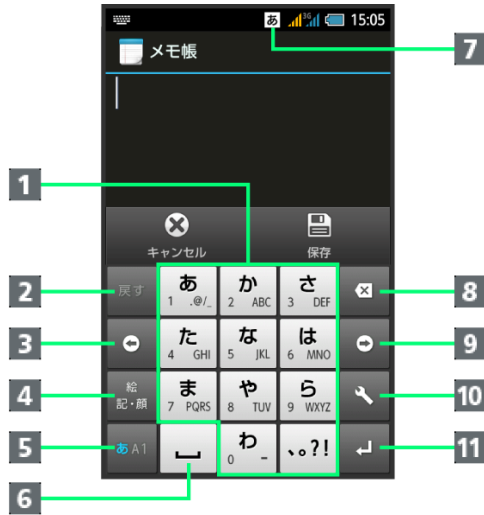 あ 3G 15:05
7
メモ帳
1
キャンセル 保存
2 戻す あ 1 .@/_ か 2 ABC さ 3 DEF 8
3 た 4 GHI な 5 JKL は 6 MNO 9
4 絵記・顔 ま 7 PQRS や 8 TUV ら 9 WXYZ 10
5 あA1 わ 0 - 、。?! 11
6